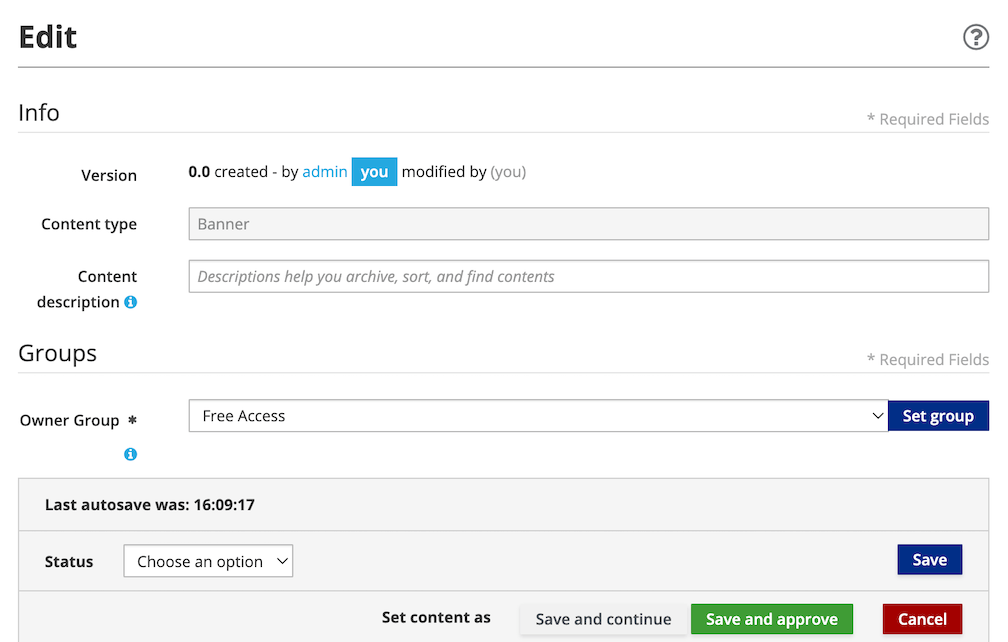 Edit
?
Info
* Required Fields
Version 0.0 created - by admin you modified by (you)
Content type Banner
Content description i Descriptions help you archive, sort, and find contents
Groups
* Required Fields
Owner Group * Free Access Set group
i
Last autosave was: 16:09:17
Status Choose an option Save
Set content as Save and continue Save and approve Cancel